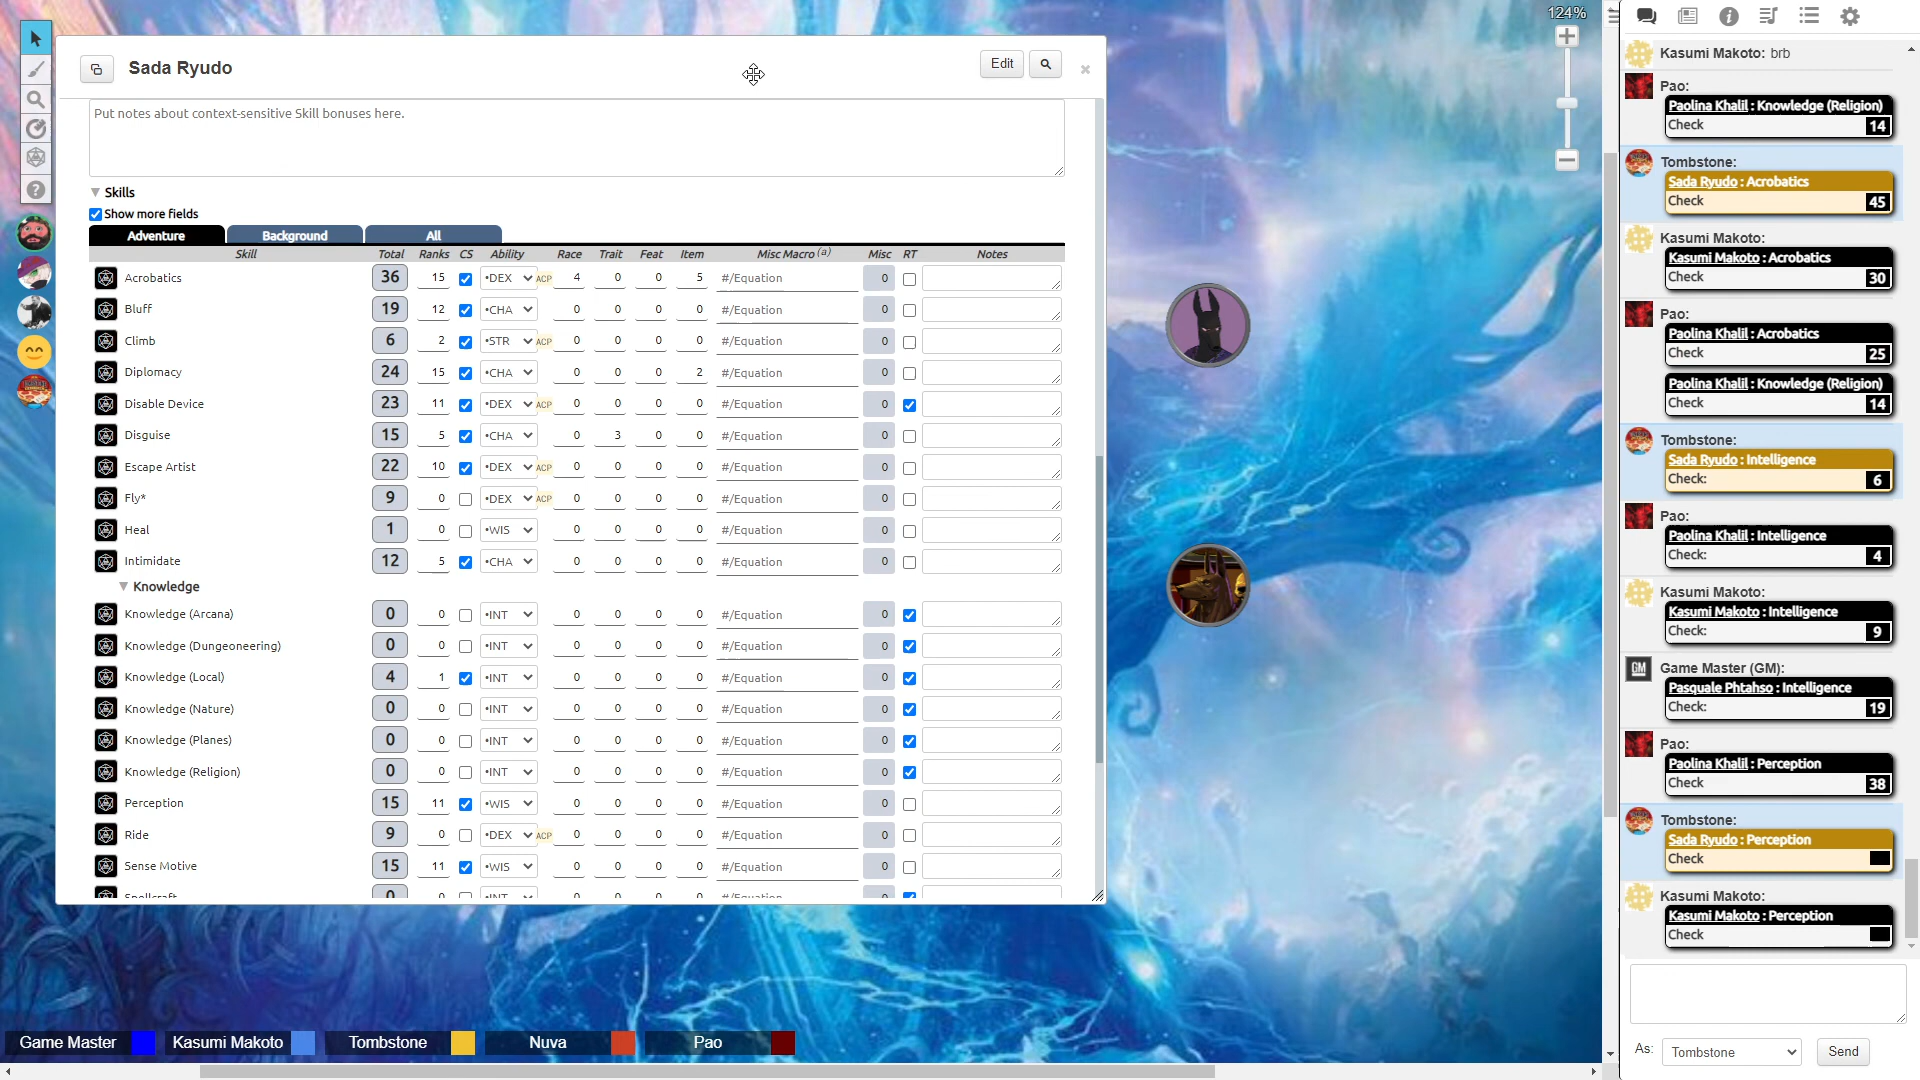 124%
Sada Ryudo
Edit
Put notes about context-sensitive Skill bonuses here.
Skills
Show more fields
Adventure Background All
Skill Total Ranks CS Ability Race Trait Feat Item Misc Macro (a) Misc RT Notes
Acrobatics 36 15 •DEX ACP 4 0 0 5 #/Equation 0
Bluff 19 12 •CHA 0 0 0 0 #/Equation 0
Climb 6 2 •STR ACP 0 0 0 0 #/Equation 0
Diplomacy 24 15 •CHA 0 0 0 2 #/Equation 0
Disable Device 23 11 •DEX ACP 0 0 0 0 #/Equation 0
Disguise 15 5 •CHA 0 3 0 0 #/Equation 0
Escape Artist 22 10 •DEX ACP 0 0 0 0 #/Equation 0
Fly* 9 0 •DEX ACP 0 0 0 0 #/Equation 0
Heal 1 0 •WIS 0 0 0 0 #/Equation 0
Intimidate 12 5 •CHA 0 0 0 0 #/Equation 0
Knowledge
Knowledge (Arcana) 0 0 •INT 0 0 0 0 #/Equation 0
Knowledge (Dungeoneering) 0 0 •INT 0 0 0 0 #/Equation 0
Knowledge (Local) 4 1 •INT 0 0 0 0 #/Equation 0
Knowledge (Nature) 0 0 •INT 0 0 0 0 #/Equation 0
Knowledge (Planes) 0 0 •INT 0 0 0 0 #/Equation 0
Knowledge (Religion) 0 0 •INT 0 0 0 0 #/Equation 0
Perception 15 11 •WIS 0 0 0 0 #/Equation 0
Ride 9 0 •DEX ACP 0 0 0 0 #/Equation 0
Sense Motive 15 11 •WIS 0 0 0 0 #/Equation 0
Spellcraft 0 0 •INT 0 0 0 0 #/Equation 0
Game Master Kasumi Makoto Tombstone Nuva Pao
Kasumi Makoto: brb
Pao:
Paolina Khalil : Knowledge (Religion)
Check 14
Tombstone:
Sada Ryudo : Acrobatics
Check 45
Kasumi Makoto:
Kasumi Makoto : Acrobatics
Check 30
Pao:
Paolina Khalil : Acrobatics
Check 25
Paolina Khalil : Knowledge (Religion)
Check 14
Tombstone:
Sada Ryudo : Intelligence
Check: 6
Pao:
Paolina Khalil : Intelligence
Check: 4
Kasumi Makoto:
Kasumi Makoto : Intelligence
Check: 9
GM Game Master (GM):
Pasquale Phtahso : Intelligence
Check: 19
Pao:
Paolina Khalil : Perception
Check 38
Tombstone:
Sada Ryudo : Perception
Check
Kasumi Makoto:
Kasumi Makoto : Perception
Check
As: Tombstone Send